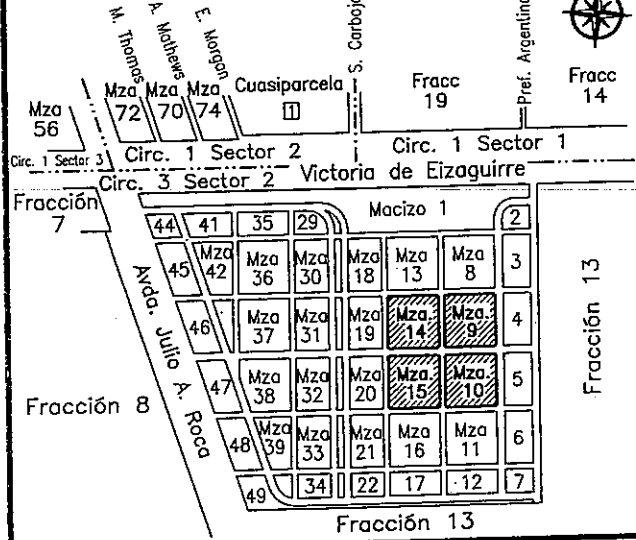 M. Thomas
A. Mathews
E. Morgan
S. Carbajo
Pref. Argentina
Mza
56
Mza
72
Mza
70
Mza
74
Cuasiparcela
1
Fracc
19
Fracc
14
Circ. 1 Sector 3
Circ. 1 Sector 2
Circ. 1 Sector 1
Circ. 3 Sector 2
Victoria de Eizaguirre
Fracción
7
Macizo 1
44
41
35
29
2
45
Mza
42
Mza
36
Mza
30
Mza
18
Mza
13
Mza
8
3
46
Mza
37
Mza
31
Mza
19
Mza.
14
Mza.
9
4
47
Mza
38
Mza
32
Mza
20
Mza.
15
Mza.
10
5
48
Mza
39
Mza
33
Mza
21
Mza
16
Mza
11
6
49
34
22
17
12
7
Avda. Julio A. Roca
Fracción 8
Fracción 13
Fracción 13